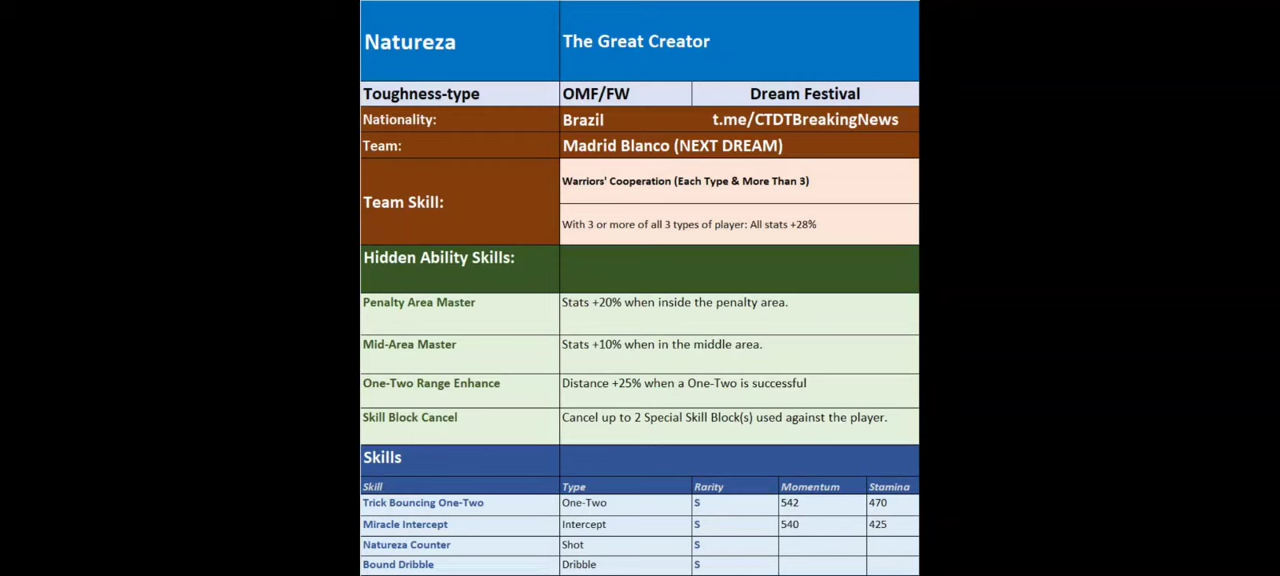 Natureza The Great Creator
Toughness-type OMF/FW Dream Festival
Nationality: Brazil t.me/CTDTBreakingNews
Team: Madrid Blanco (NEXT DREAM)
Team Skill: Warriors' Cooperation (Each Type & More Than 3)
With 3 or more of all 3 types of player: All stats +28%
Hidden Ability Skills:
Penalty Area Master Stats +20% when inside the penalty area.
Mid-Area Master Stats +10% when in the middle area.
One-Two Range Enhance Distance +25% when a One-Two is successful
Skill Block Cancel Cancel up to 2 Special Skill Block(s) used against the player.
Skills
Skill Type Rarity Momentum Stamina
Trick Bouncing One-Two One-Two S 542 470
Miracle Intercept Intercept S 540 425
Natureza Counter Shot S
Bound Dribble Dribble S